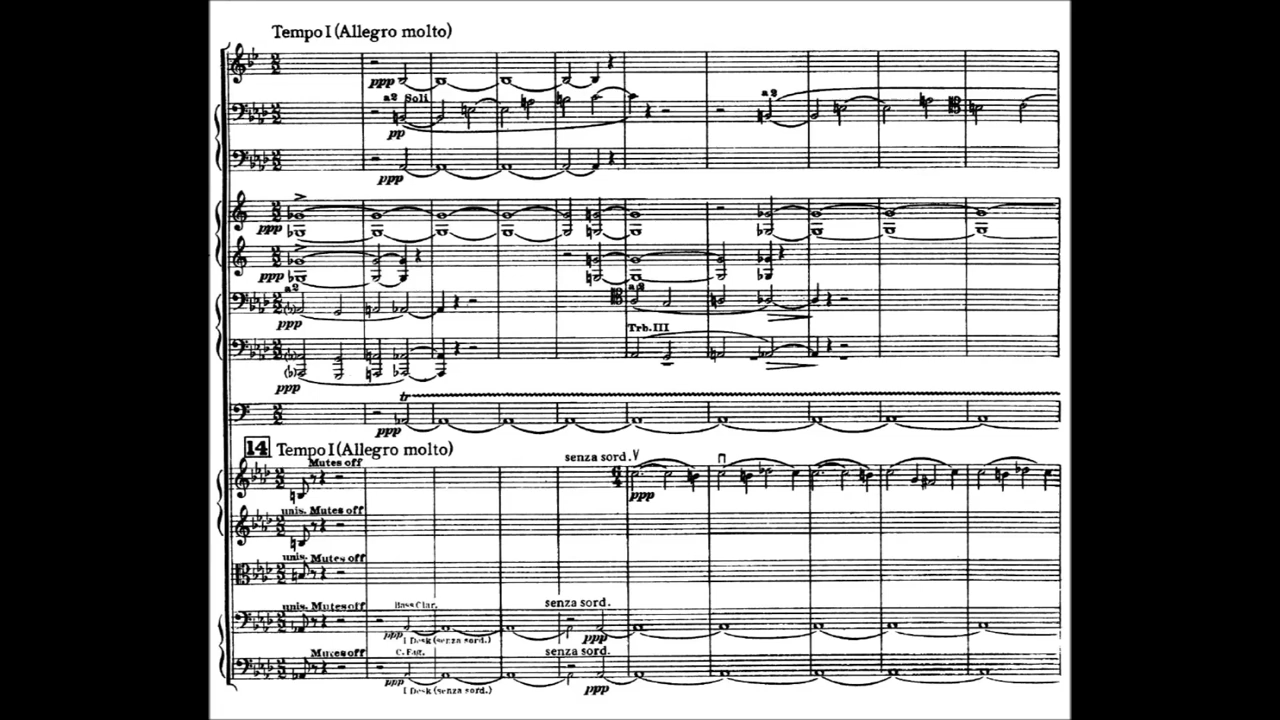 Tempo I (Allegro molto)
ppp
a2 Soli
pp
ppp
a2
ppp
ppp
a2
ppp
a2
Trb. III
ppp
tr
ppp
14 Tempo I (Allegro molto)
Mutes off
senza sord.
ppp
unis. Mutes off
unis. Mutes off
unis. Mutes off
Bass Clar.
senza sord.
ppp
I Desk (senza sord.)
ppp
Mutes off
C. Fag.
senza sord.
ppp
I Desk (senza sord.)
ppp